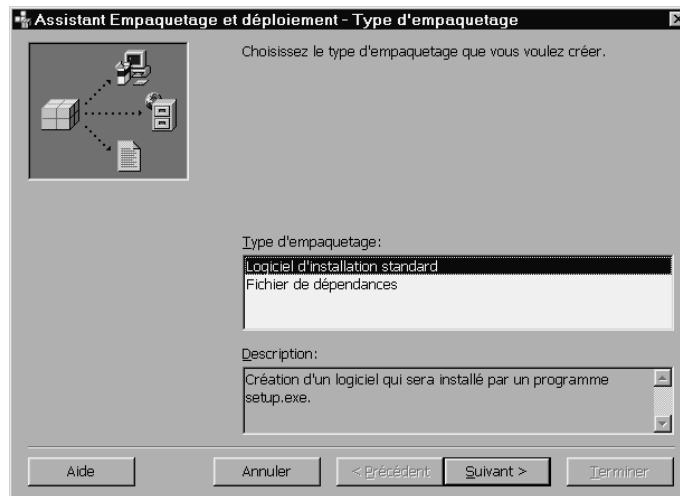 Assistant Empaquetage et déploiement - Type d'empaquetage
Choisissez le type d'empaquetage que vous voulez créer.
Type d'empaquetage:
Logiciel d'installation standard
Fichier de dépendances
Description:
Création d'un logiciel qui sera installé par un programme
setup.exe.
Aide
Annuler
< Précédent
Suivant >
Terminer